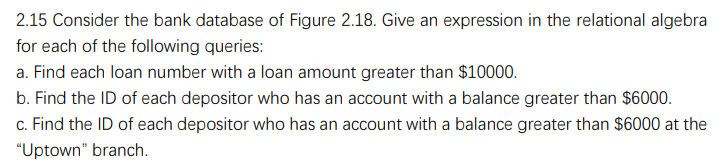 2.15 Consider the bank database of Figure 2.18. Give an expression in the relational algebra
for each of the following queries:
a. Find each loan number with a loan amount greater than $10000.
b. Find the ID of each depositor who has an account with a balance greater than $6000.
c. Find the ID of each depositor who has an account with a balance greater than $6000 at the
“Uptown” branch.